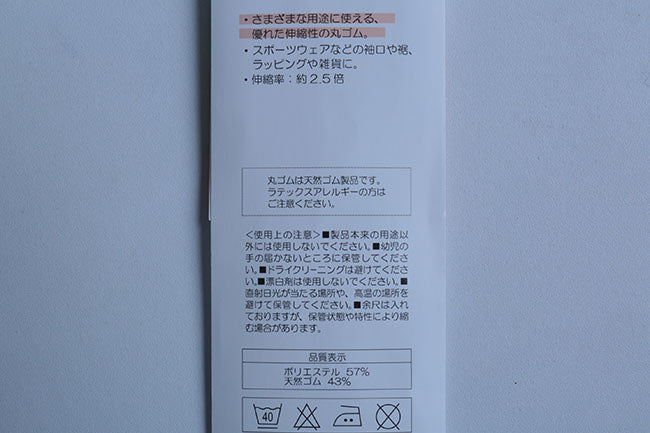 ・さまざまな用途に使える、
優れた伸縮性の丸ゴム。
・スポーツウェアなどの袖口や裾、
ラッピングや雑貨に。
・伸縮率：約2.5倍
丸ゴムは天然ゴム製品です。
ラテックスアレルギーの方は
ご注意ください。
＜使用上の注意＞■製品本来の用途以
外には使用しないでください。■幼児の
手の届かないところに保管してくださ
い。■ドライクリーニングは避けてくださ
い。■漂白剤は使用しないでください。■
直射日光が当たる場所や、高温の場所を
避けて保管してください。■余尺は入れ
ておりますが、保管状態や特性により縮
む場合があります。
品質表示
ポリエステル 57%
天然ゴム 43%
40